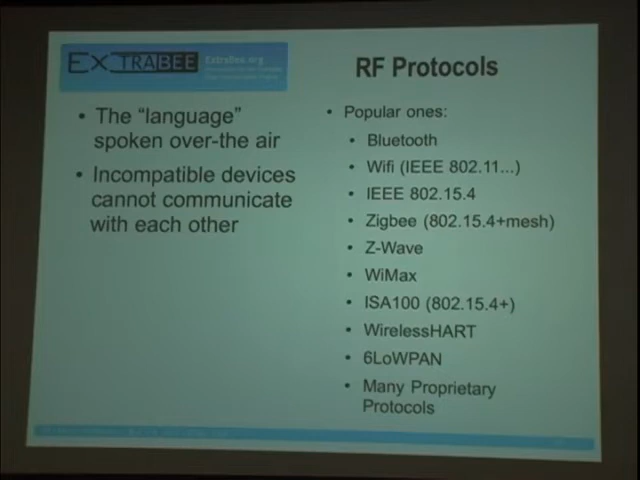 EXTRABEE
ExtraBee.org
RF Protocols
• The “language”
spoken over-the air
• Incompatible devices
cannot communicate
with each other
• Popular ones:
• Bluetooth
• Wifi (IEEE 802.11...)
• IEEE 802.15.4
• Zigbee (802.15.4+mesh)
• Z-Wave
• WiMax
• ISA100 (802.15.4+)
• WirelessHART
• 6LoWPAN
• Many Proprietary
Protocols